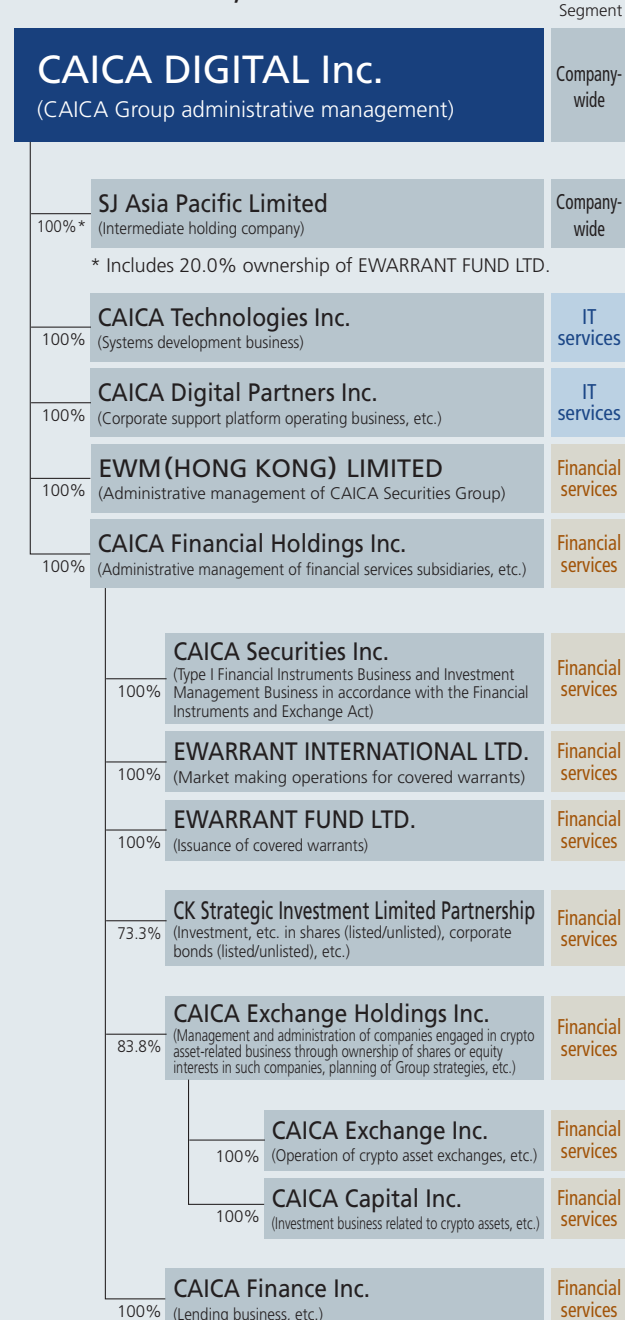 Segment
CAICA DIGITAL Inc.
(CAICA Group administrative management)
Company-
wide
SJ Asia Pacific Limited
(Intermediate holding company)
100%*
Company-
wide
* Includes 20.0% ownership of EWARRANT FUND LTD.
CAICA Technologies Inc.
(Systems development business)
100%
IT
services
CAICA Digital Partners Inc.
(Corporate support platform operating business, etc.)
100%
IT
services
EWM(HONG KONG) LIMITED
(Administrative management of CAICA Securities Group)
100%
Financial
services
CAICA Financial Holdings Inc.
(Administrative management of financial services subsidiaries, etc.)
100%
Financial
services
CAICA Securities Inc.
(Type I Financial Instruments Business and Investment
Management Business in accordance with the Financial
Instruments and Exchange Act)
100%
Financial
services
EWARRANT INTERNATIONAL LTD.
(Market making operations for covered warrants)
100%
Financial
services
EWARRANT FUND LTD.
(Issuance of covered warrants)
100%
Financial
services
CK Strategic Investment Limited Partnership
(Investment, etc. in shares (listed/unlisted), corporate
bonds (listed/unlisted), etc.)
73.3%
Financial
services
CAICA Exchange Holdings Inc.
(Management and administration of companies engaged in crypto
asset-related business through ownership of shares or equity
interests in such companies, planning of Group strategies, etc.)
83.8%
Financial
services
CAICA Exchange Inc.
(Operation of crypto asset exchanges, etc.)
100%
Financial
services
CAICA Capital Inc.
(Investment business related to crypto assets, etc.)
100%
Financial
services
CAICA Finance Inc.
(Lending business, etc.)
100%
Financial
services